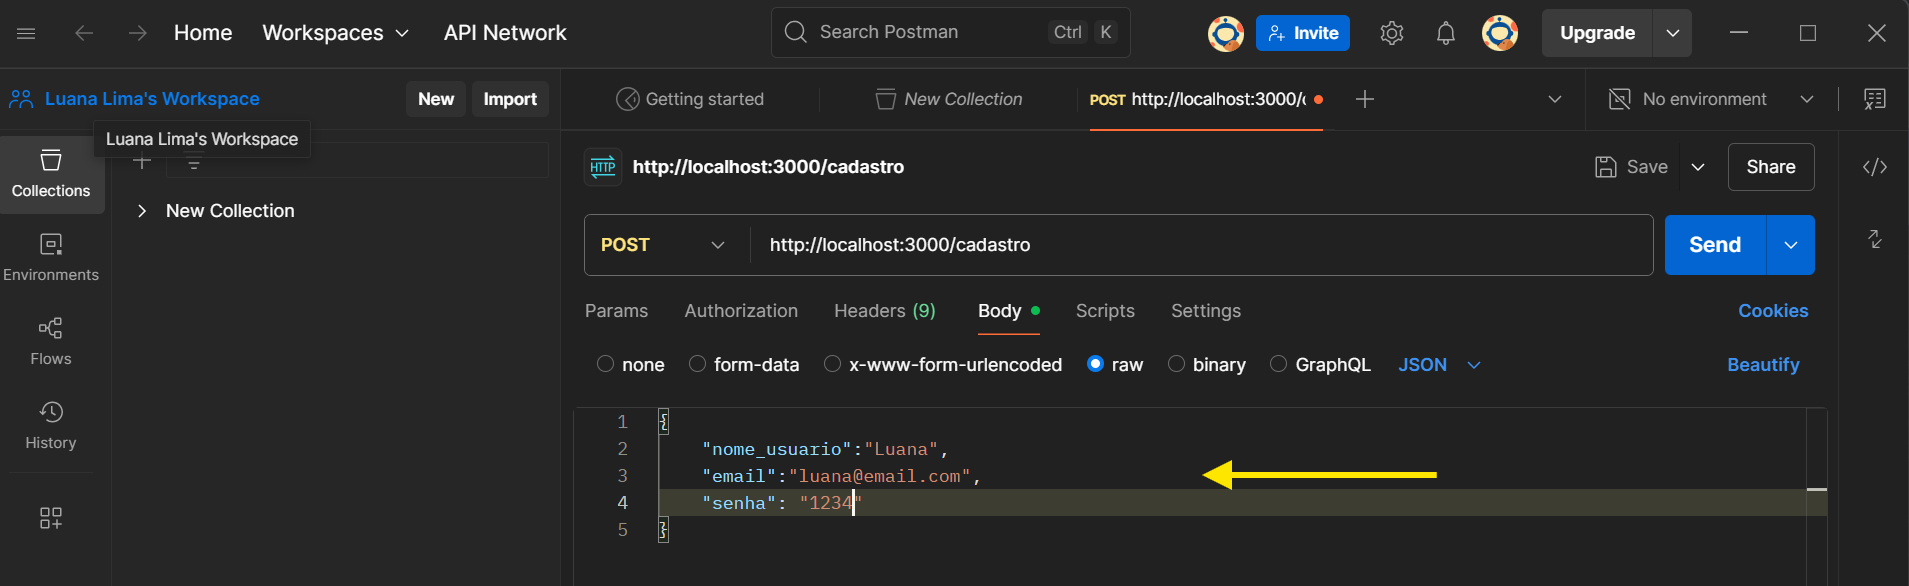 Home Workspaces API Network Search Postman Ctrl K Invite Upgrade
Luana Lima's Workspace New Import Getting started New Collection POST http://localhost:3000/ No environment
Luana Lima's Workspace
http://localhost:3000/cadastro Save Share
Collections
New Collection
POST http://localhost:3000/cadastro Send
Environments
Params Authorization Headers (9) Body Scripts Settings Cookies
Flows
none form-data x-www-form-urlencoded raw binary GraphQL JSON Beautify
History
1 {
2 "nome_usuario":"Luana",
3 "email":"luana@email.com",
4 "senha": "1234"
5 }
HTTP